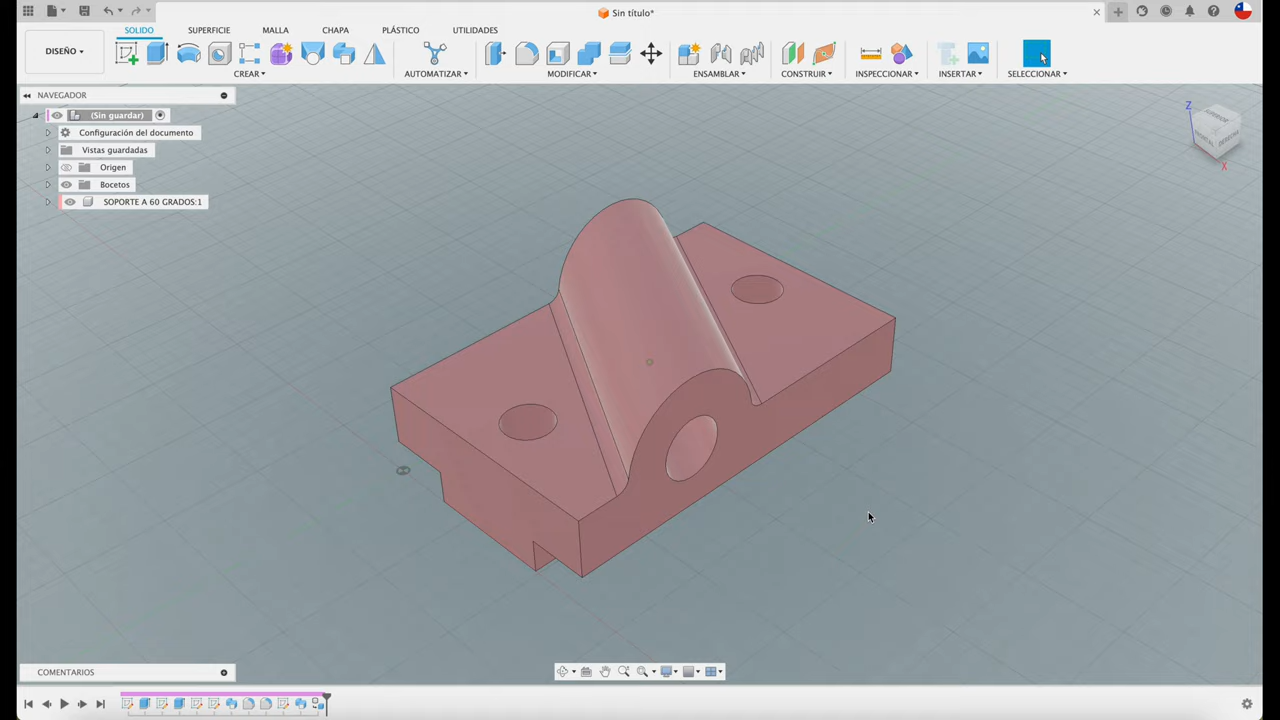 Sin título*
DISEÑO
SOLIDO SUPERFICIE MALLA CHAPA PLÁSTICO UTILIDADES
CREAR AUTOMATIZAR MODIFICAR ENSAMBLAR CONSTRUIR INSPECCIONAR INSERTAR SELECCIONAR
NAVEGADOR
(Sin guardar)
Configuración del documento
Vistas guardadas
Origen
Bocetos
SOPORTE A 60 GRADOS:1
Z
X
COMENTARIOS